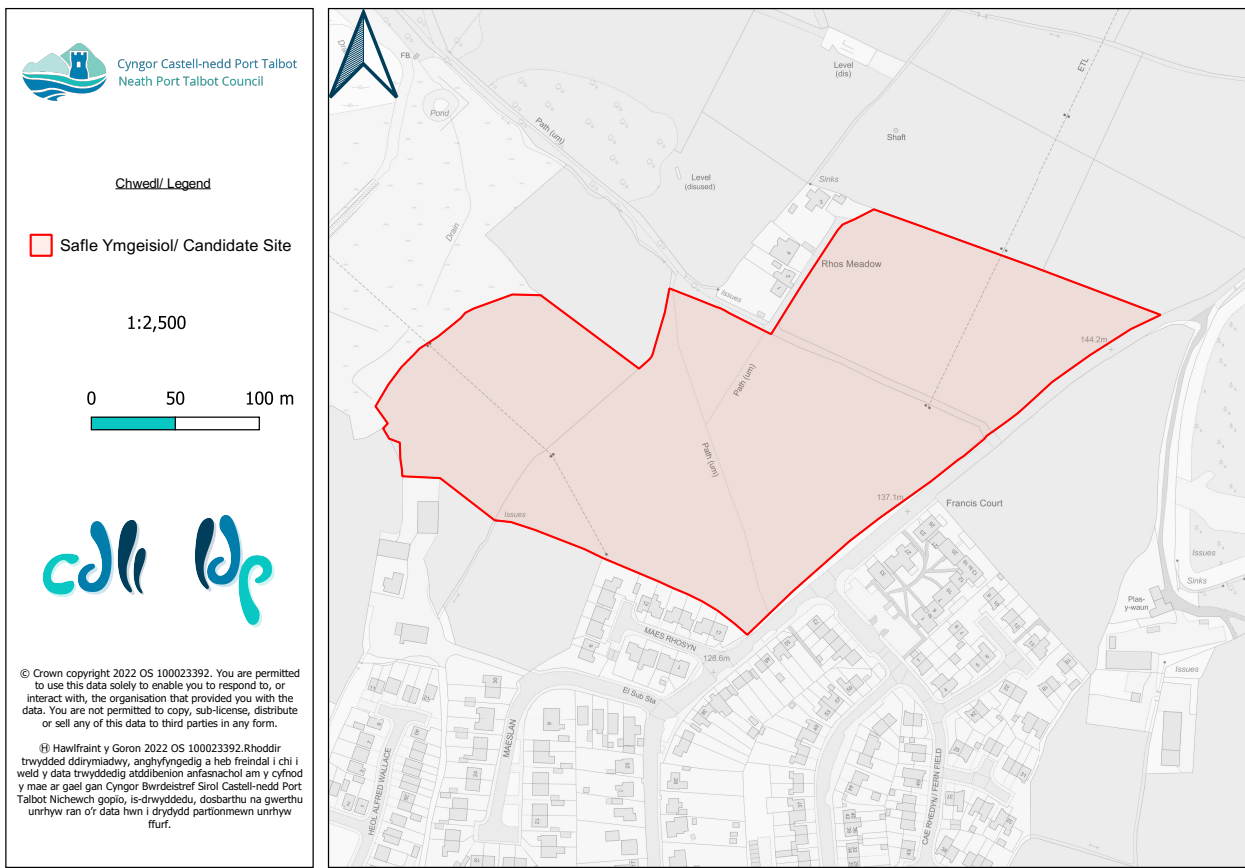 Cyngor Castell-nedd Port Talbot
Neath Port Talbot Council
Chwedl/ Legend
Safle Ymgeisiol/ Candidate Site
1:2,500
0 50 100 m
cdll ldp
© Crown copyright 2022 OS 100023392. You are permitted
to use this data solely to enable you to respond to, or
interact with, the organisation that provided you with the
data. You are not permitted to copy, sub-license, distribute
or sell any of this data to third parties in any form.
Ⓗ Hawlfraint y Goron 2022 OS 100023392.Rhoddir
trwydded ddirymiadwy, anghyfyngedig a heb freindal i chi i
weld y data trwyddedig atddibenion anfasnachol am y cyfnod
y mae ar gael gan Cyngor Bwrdeistref Sirol Castell-nedd Port
Talbot Nichewch gopïo, is-drwyddedu, dosbarthu na gwerthu
unrhyw ran o'r data hwn i drydydd partïonmewn unrhyw
ffurf.
Drain
FB
Pond
Path (um)
Level
(dis)
ETL
Shaft
Level
(disused)
Sinks
Drain
Rhos Meadow
Issues
144.2m
Path (um)
Path (um)
137.1m
Francis Court
Issues
Issues
Sinks
Plas-
y-waun
MAES RHOSYN
128.6m
Issues
El Sub Sta
MAESLAN
HEOL ALFRED WALLACE
CAE RHEDYN / FERN FIELD